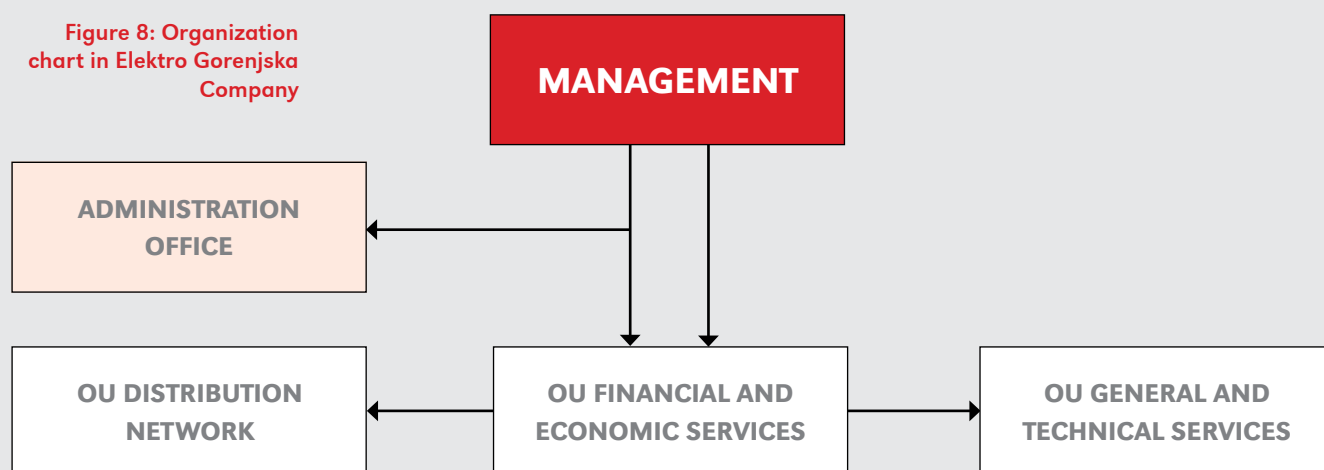 Figure 8: Organization
chart in Elektro Gorenjska
Company
MANAGEMENT
ADMINISTRATION
OFFICE
OU DISTRIBUTION
NETWORK
OU FINANCIAL AND
ECONOMIC SERVICES
OU GENERAL AND
TECHNICAL SERVICES